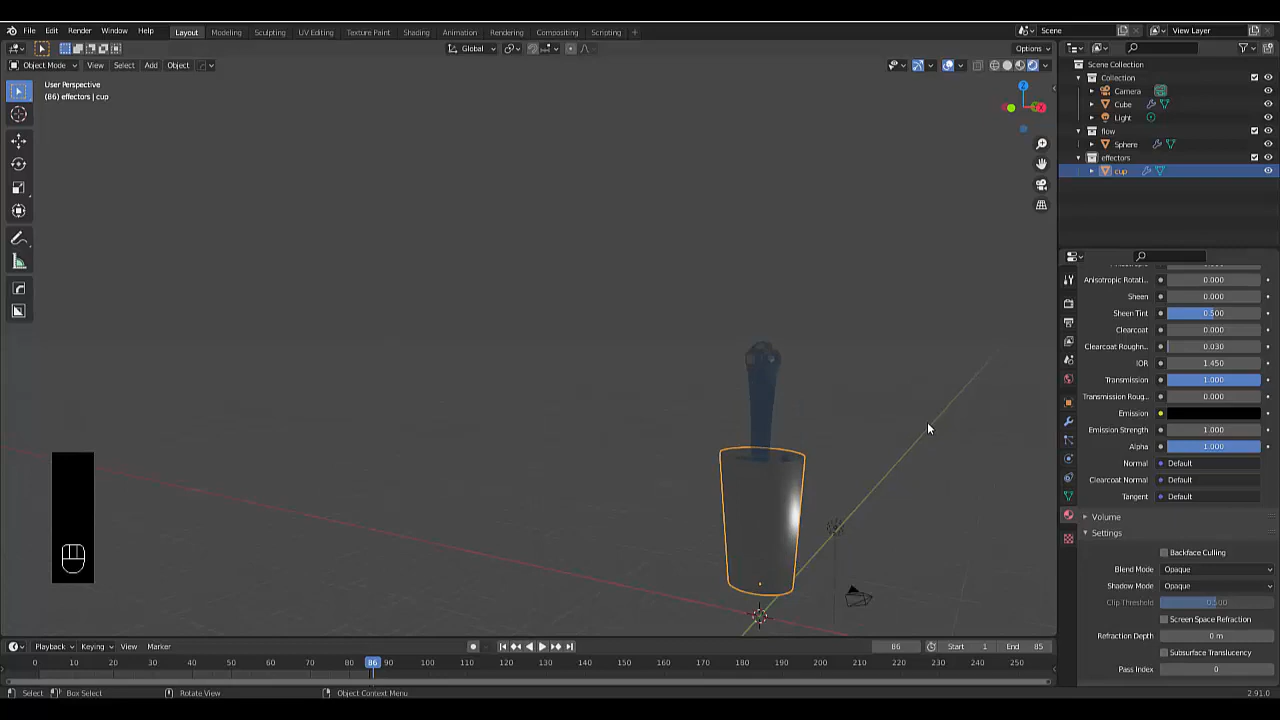 File Edit Render Window Help Layout Modeling Sculpting UV Editing Texture Paint Shading Animation Rendering Compositing Scripting + Scene View Layer
Global Options
Object Mode View Select Add Object
User Perspective
(86) effectors | cup
Z
Scene Collection
Collection
Camera
Cube
Light
flow
Sphere
effectors
cup
Anisotropic Rotati.. 0.000
Sheen 0.000
Sheen Tint 0.500
Clearcoat 0.000
Clearcoat Roughn.. 0.030
IOR 1.450
Transmission 1.000
Transmission Roug.. 0.000
Emission
Emission Strength 1.000
Alpha 1.000
Normal Default
Clearcoat Normal Default
Tangent Default
Volume
Settings
Backface Culling
Blend Mode Opaque
Shadow Mode Opaque
Clip Threshold 0.500
Screen Space Refraction
Refraction Depth 0 m
Subsurface Translucency
Pass Index 0
Playback Keying View Marker 86 Start 1 End 85
0 10 20 30 40 50 60 70 80 86 90 100 110 120 130 140 150 160 170 180 190 200 210 220 230 240 250
Select Box Select Rotate View Object Context Menu 2.91.0